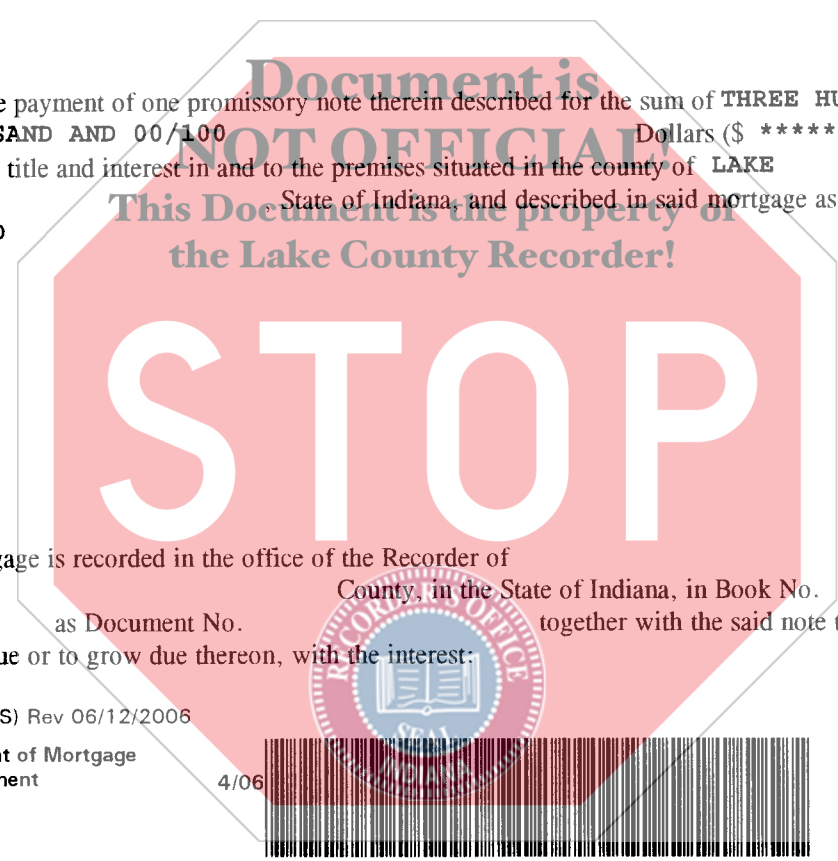 Document is
e payment of one promissory note therein described for the sum of THREE HU
SAND AND 00/100 Dollars ($ *****
NOT OFFICIAL!
title and interest in and to the premises situated in the county of LAKE
, State of Indiana, and described in said mortgage as
This Document is the property of
the Lake County Recorder!
STOP
gage is recorded in the office of the Recorder of
County, in the State of Indiana, in Book No.
as Document No. together with the said note t
ue or to grow due thereon, with the interest:
RECORDER'S OFFICE
SEAL
INDIANA
S) Rev 06/12/2006
nt of Mortgage
ment 4/06